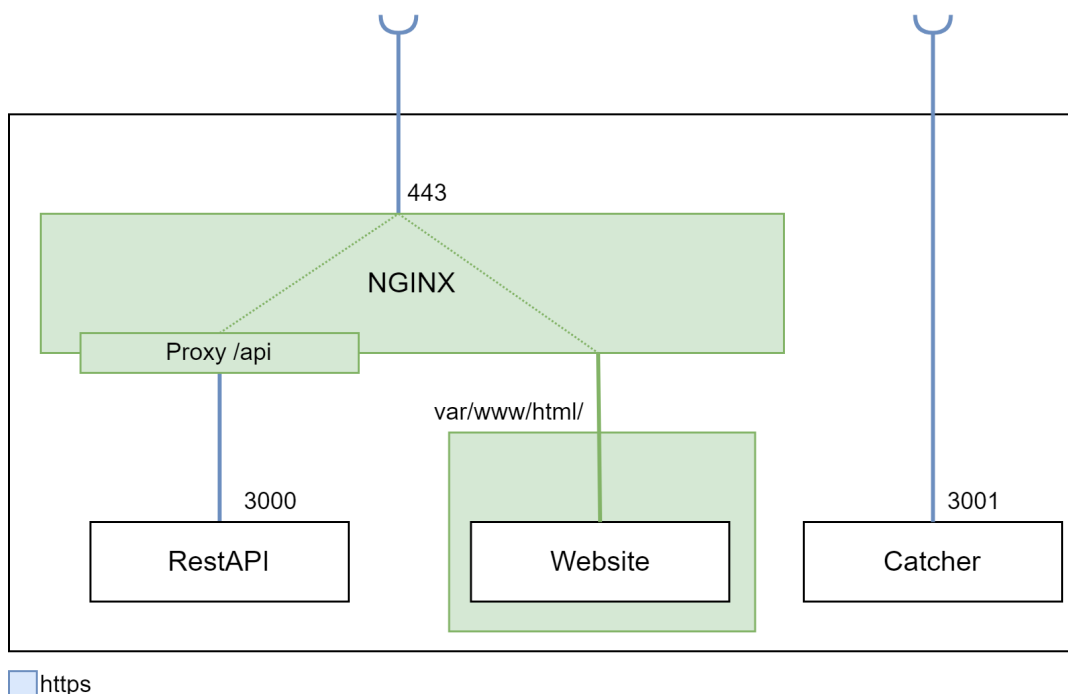 443
NGINX
Proxy /api
var/www/html/
3000
3001
RestAPI
Website
Catcher
https